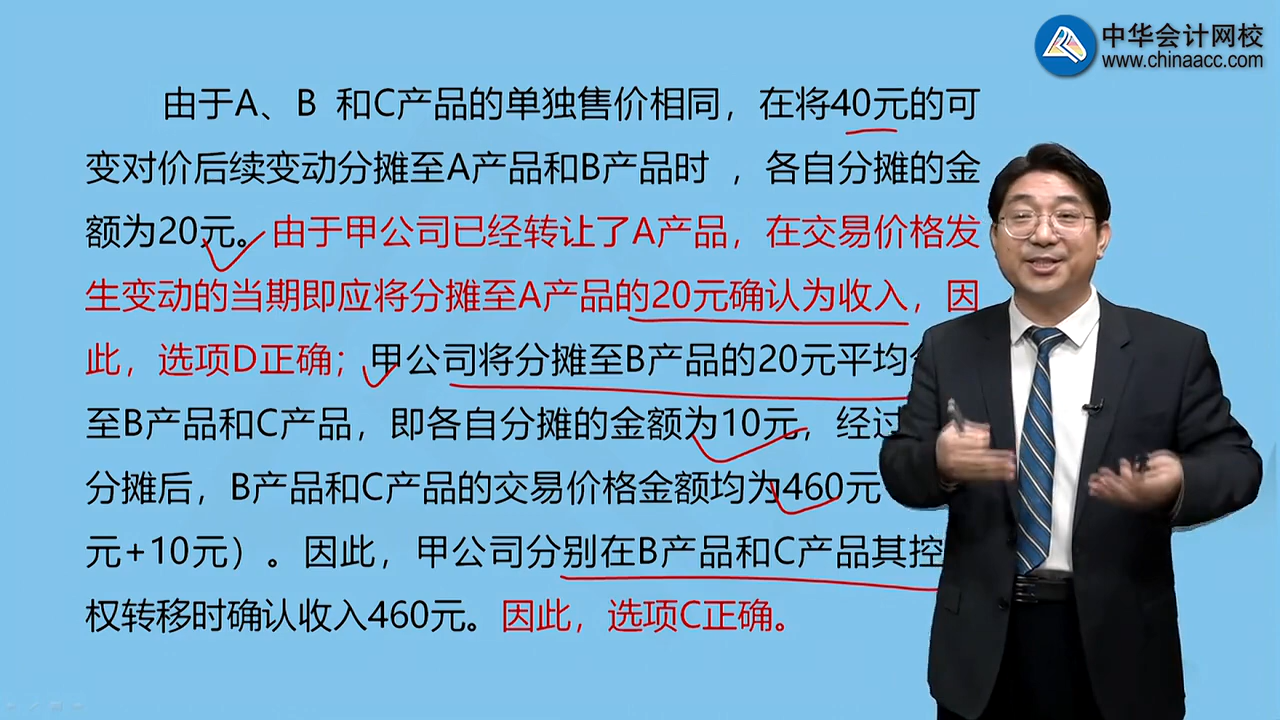 中华会计网校
www.chinaacc.com
由于A、B 和C产品的单独售价相同，在将40元的可
变对价后续变动分摊至A产品和B产品时 ，各自分摊的金
额为20元。由于甲公司已经转让了A产品，在交易价格发
生变动的当期即应将分摊至A产品的20元确认为收入，因
此，选项D正确；甲公司将分摊至B产品的20元平均
至B产品和C产品，即各自分摊的金额为10元，经过
分摊后，B产品和C产品的交易价格金额均为460元
元+10元）。因此，甲公司分别在B产品和C产品其控
权转移时确认收入460元。因此，选项C正确。